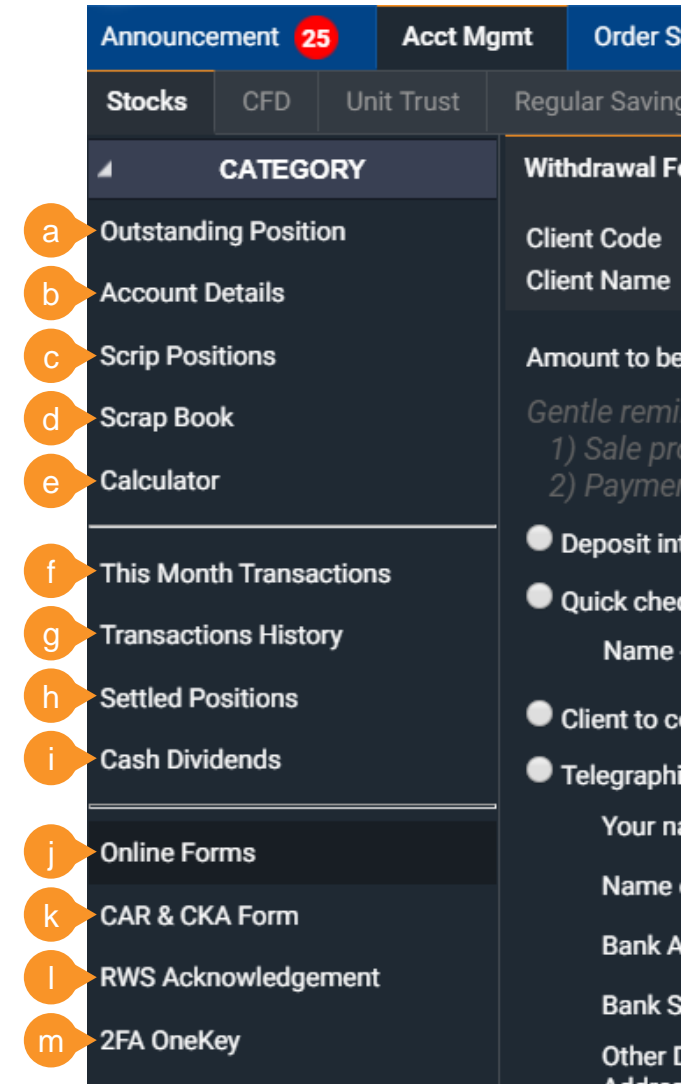 Announcement 25 Acct Mgmt Order S
Stocks CFD Unit Trust Regular Saving
CATEGORY
a Outstanding Position
b Account Details
c Scrip Positions
d Scrap Book
e Calculator
f This Month Transactions
g Transactions History
h Settled Positions
i Cash Dividends
j Online Forms
k CAR & CKA Form
l RWS Acknowledgement
m 2FA OneKey
Withdrawal Fo
Client Code
Client Name
Amount to be
Gentle remi
1) Sale pro
2) Paymen
Deposit int
Quick chec
Name
Client to co
Telegraphi
Your na
Name
Bank A
Bank S
Other D